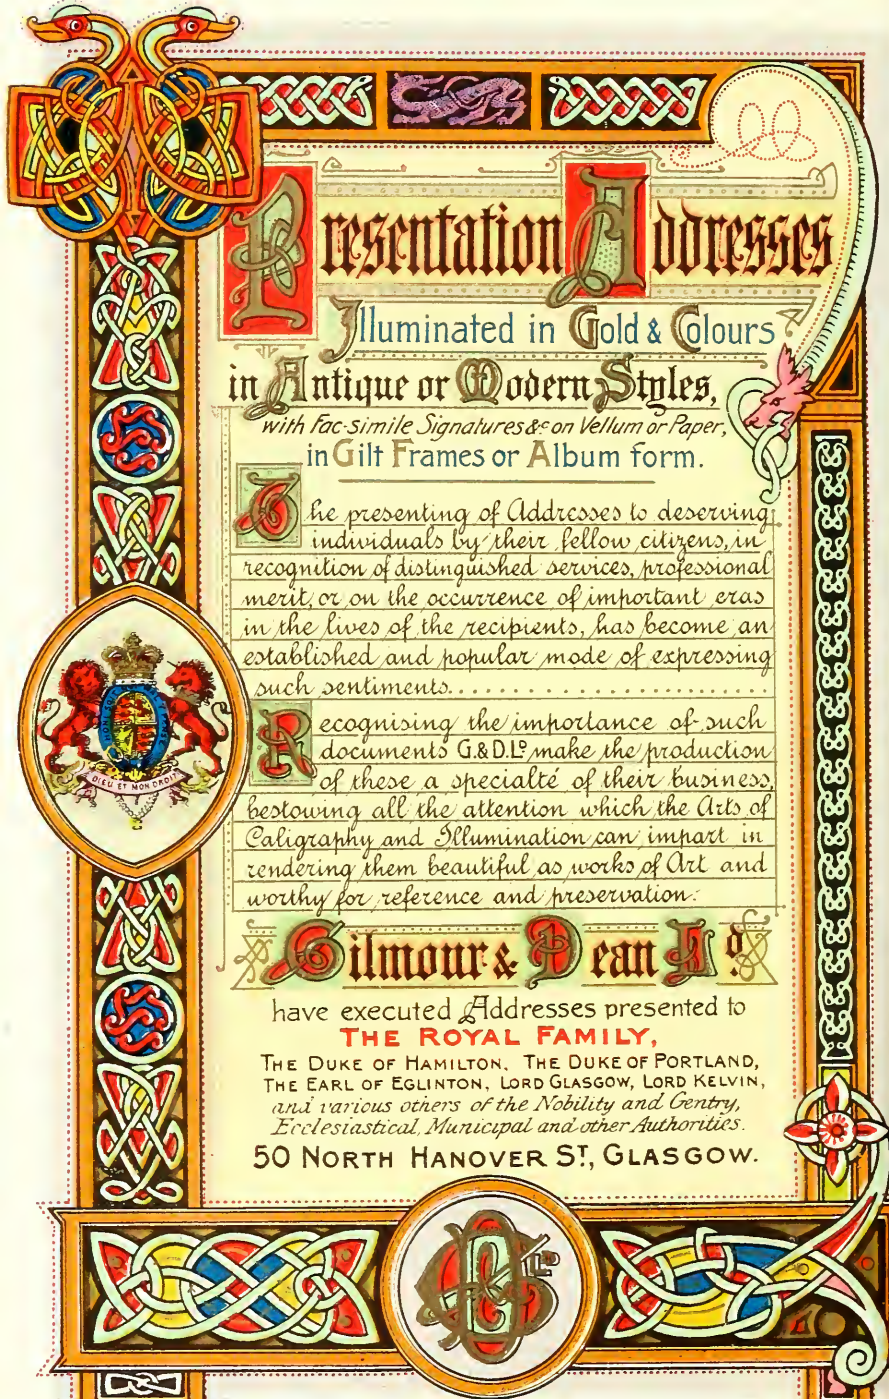 Presentation Addresses
Illuminated in Gold & Colours
in Antique or Modern Styles,
with Fac-simile Signatures &c on Vellum or Paper,
in Gilt Frames or Album form.
The presenting of Addresses to deserving
individuals by their fellow citizens, in
recognition of distinguished services, professional
merit, or on the occurrence of important eras
in the lives of the recipients, has become an
established and popular mode of expressing
such sentiments.......................
Recognising the importance of such
documents G.& D. Lo make the production
of these a specialté of their business,
bestowing all the attention which the Arts of
Caligraphy and Illumination can impart in
rendering them beautiful as works of Art and
worthy for reference and preservation.
HONI SOIT QUI MAL Y PENSE
DIEU ET MON DROIT
Gilmour & Dean Ld
have executed Addresses presented to
THE ROYAL FAMILY,
THE DUKE OF HAMILTON, THE DUKE OF PORTLAND,
THE EARL OF EGLINTON, LORD GLASGOW, LORD KELVIN,
and various others of the Nobility and Gentry,
Ecclesiastical, Municipal and other Authorities.
50 NORTH HANOVER ST, GLASGOW.